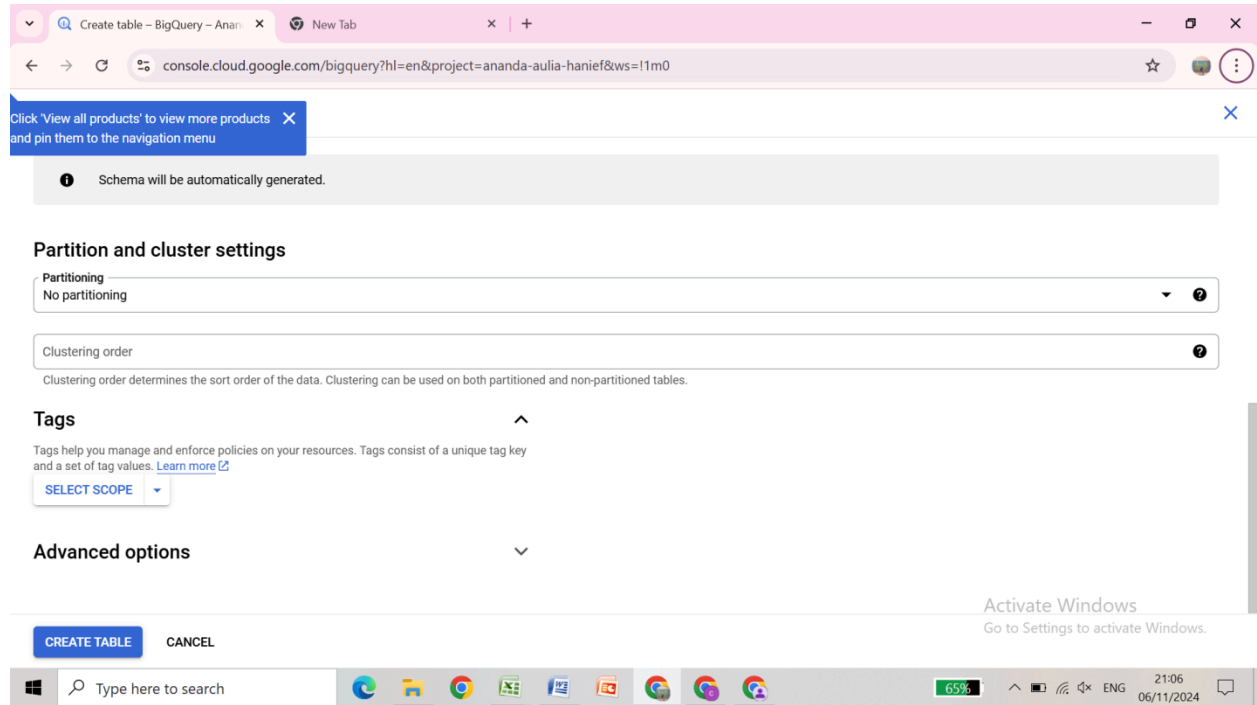 Create table – BigQuery – Anan
New Tab
console.cloud.google.com/bigquery?hl=en&project=ananda-aulia-hanief&ws=!1m0
Click 'View all products' to view more products
and pin them to the navigation menu
Schema will be automatically generated.
Partition and cluster settings
Partitioning
No partitioning
Clustering order
Clustering order determines the sort order of the data. Clustering can be used on both partitioned and non-partitioned tables.
Tags
Tags help you manage and enforce policies on your resources. Tags consist of a unique tag key
and a set of tag values. Learn more
SELECT SCOPE
Advanced options
Activate Windows
Go to Settings to activate Windows.
CREATE TABLE CANCEL
Type here to search
65%
ENG
21:06
06/11/2024